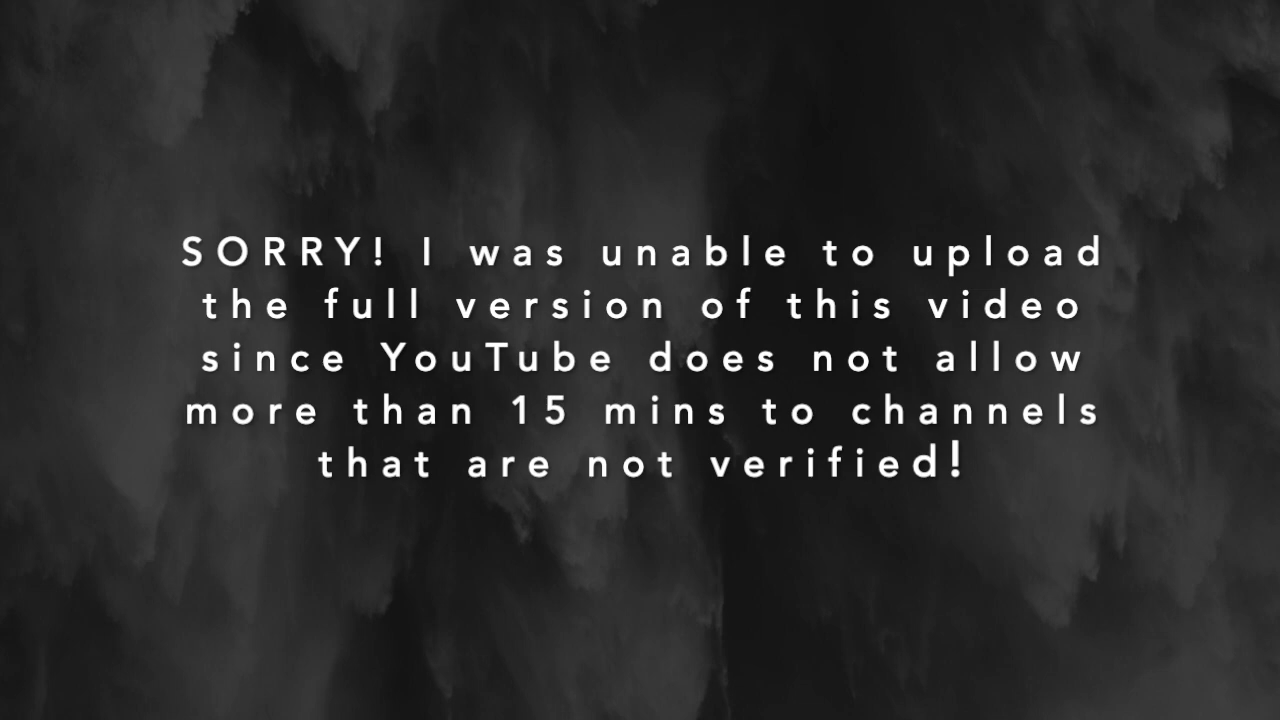 SORRY! I was unable to upload
the full version of this video
since YouTube does not allow
more than 15 mins to channels
that are not verified!